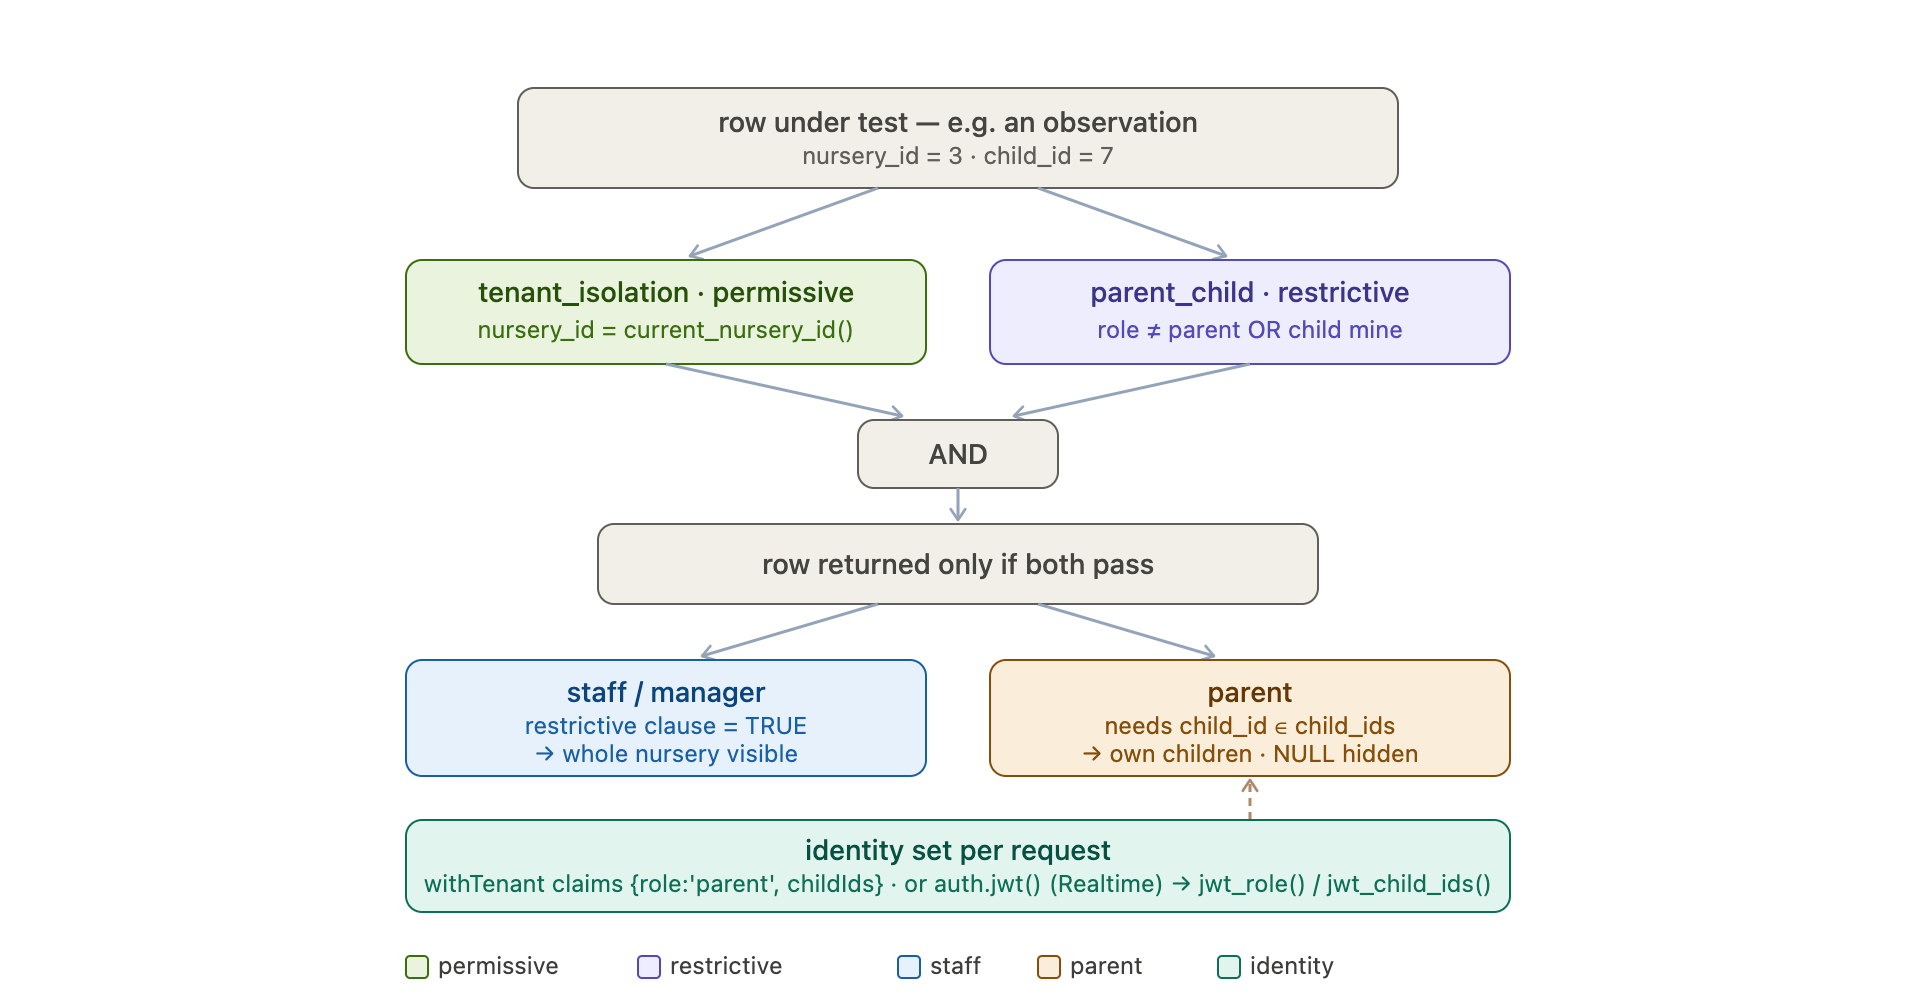 row under test — e.g. an observation
nursery_id = 3 · child_id = 7
tenant_isolation · permissive
nursery_id = current_nursery_id()
parent_child · restrictive
role ≠ parent OR child mine
AND
row returned only if both pass
staff / manager
restrictive clause = TRUE
→ whole nursery visible
parent
needs child_id ∈ child_ids
→ own children · NULL hidden
identity set per request
withTenant claims {role:'parent', childIds} · or auth.jwt() (Realtime) → jwt_role() / jwt_child_ids()
permissive
restrictive
staff
parent
identity